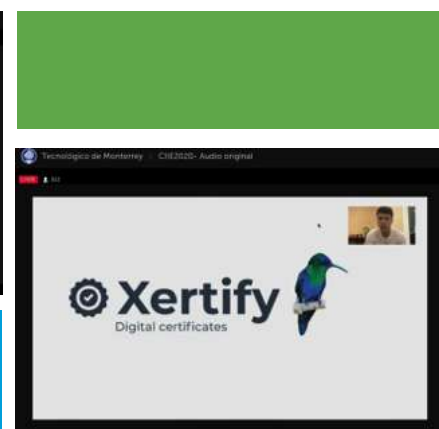 Tecnológico de Monterrey CIIE2020- Audio original
LIVE
Xertify
Digital certificates